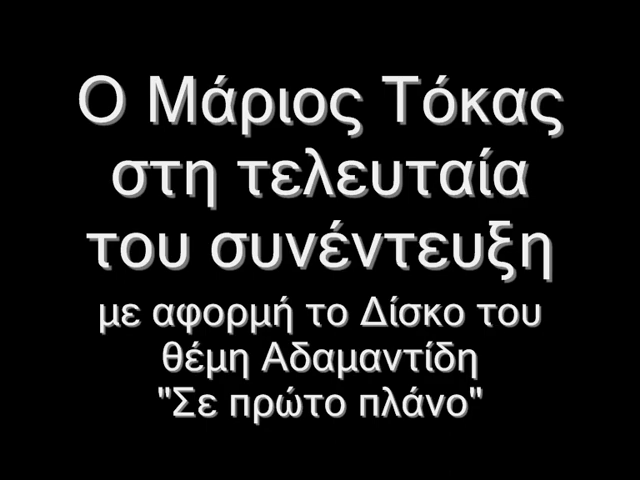 Ο Μάριος Τόκας
στη τελευταία
του συνέντευξη
με αφορμή το Δίσκο του
θέμη Αδαμαντίδη
"Σε πρώτο πλάνο"